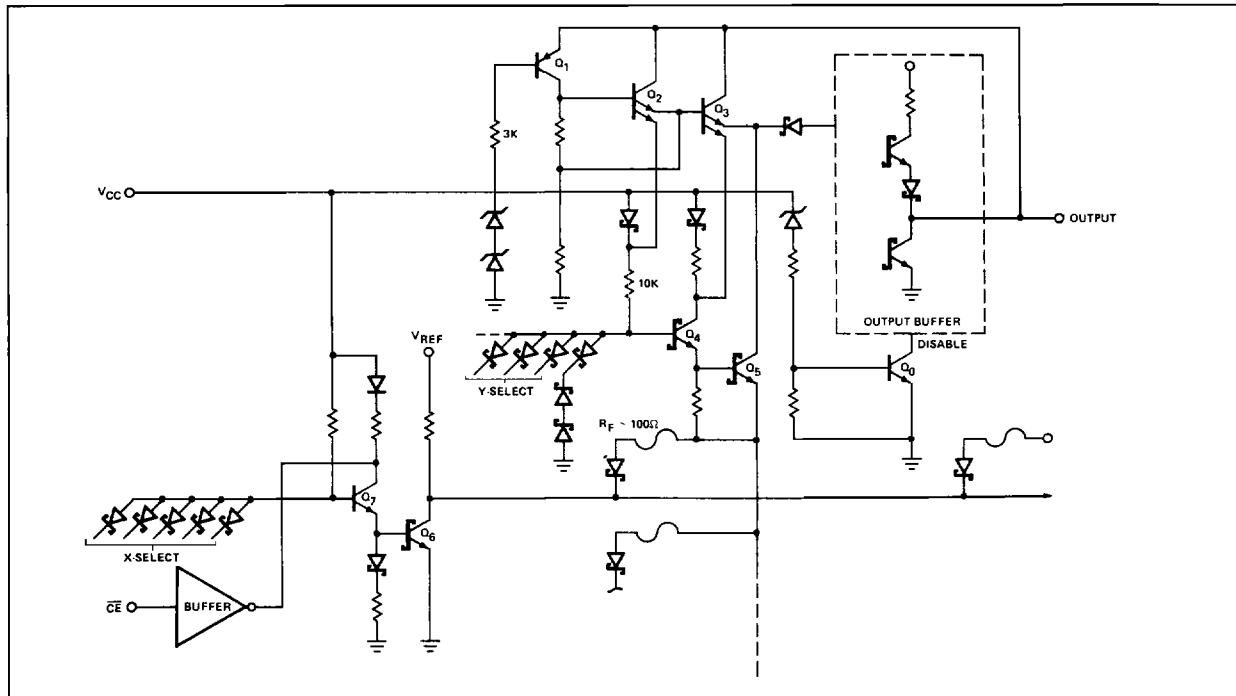 Q1
Q2
Q3
3K
VCC
OUTPUT
10K
OUTPUT BUFFER
DISABLE
Q4
VREF
Y-SELECT
Q5
Q0
RF ~ 100Ω
Q7
Q6
X-SELECT
CE
BUFFER